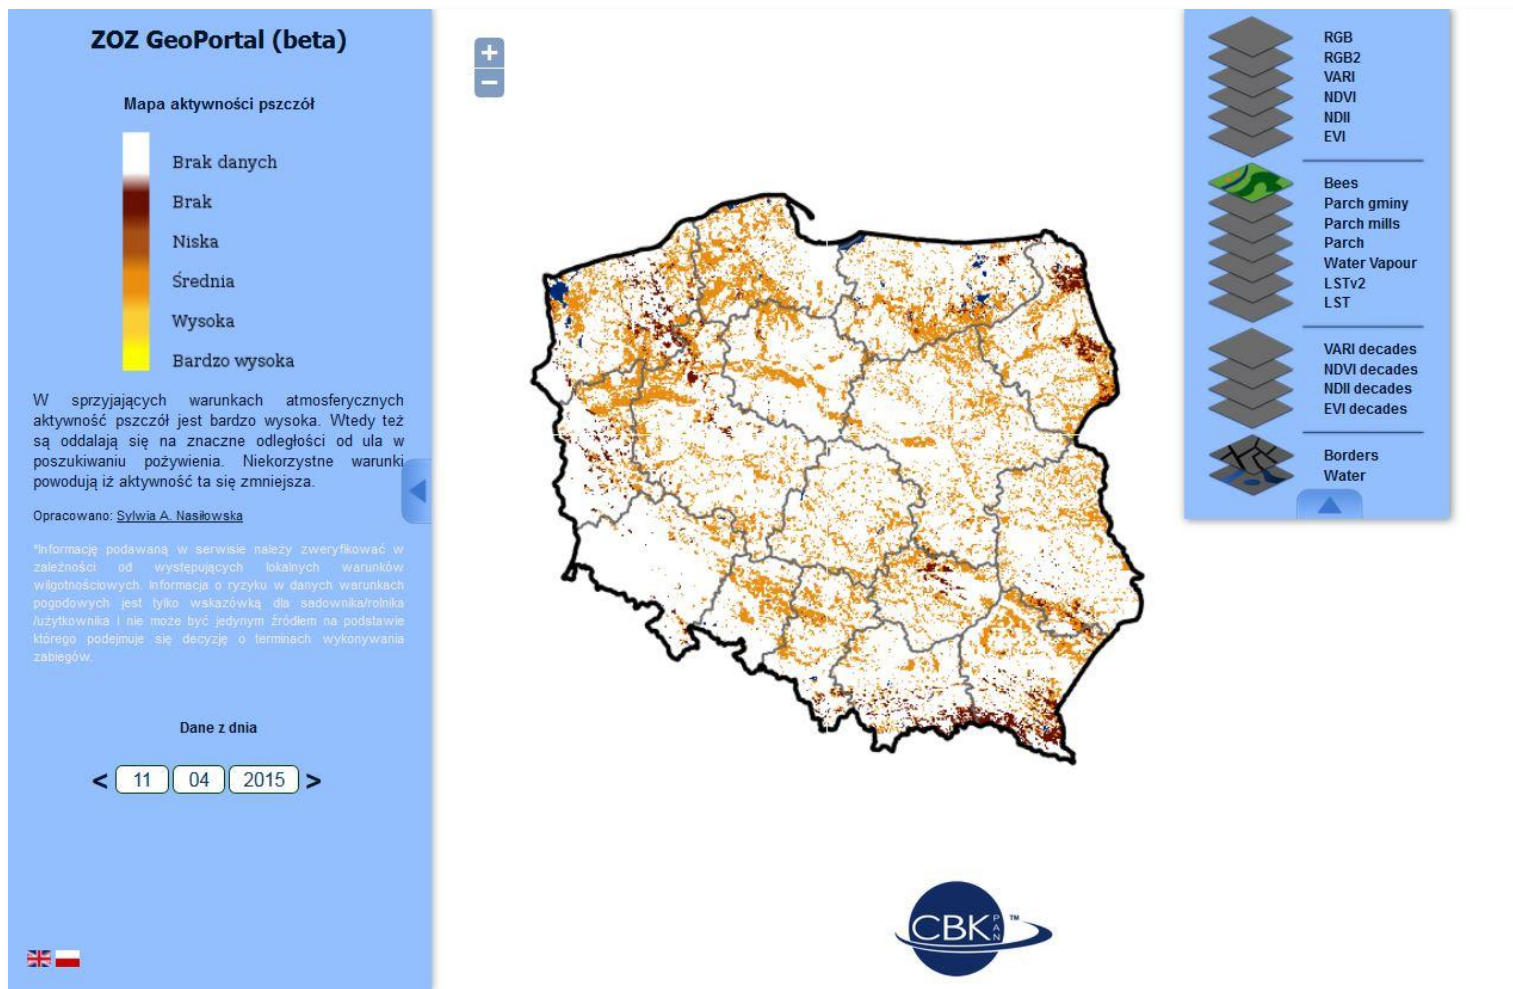 ZOZ GeoPortal (beta)
Mapa aktywności pszczół
Brak danych
Brak
Niska
Średnia
Wysoka
Bardzo wysoka
W sprzyjających warunkach atmosferycznych
aktywność pszczół jest bardzo wysoka. Wtedy też
są oddalają się na znaczne odległości od ula w
poszukiwaniu pożywienia. Niekorzystne warunki
powodują iż aktywność ta się zmniejsza.
Opracowano: Sylwia A. Nasiłowska
*Informację podawaną w serwisie należy zweryfikować w
zależności od występujących lokalnych warunków
wilgotnościowych. Informacja o ryzyku w danych warunkach
pogodowych jest tylko wskazówką dla sadownika/rolnika
/użytkownika i nie może być jedynym źródłem na podstawie
którego podejmuje się decyzję o terminach wykonywania
zabiegów.
Dane z dnia
< 11 04 2015 >
+
−
RGB
RGB2
VARI
NDVI
NDII
EVI
Bees
Parch gminy
Parch mills
Parch
Water Vapour
LSTv2
LST
VARI decades
NDVI decades
NDII decades
EVI decades
Borders
Water
CBK PAN ™